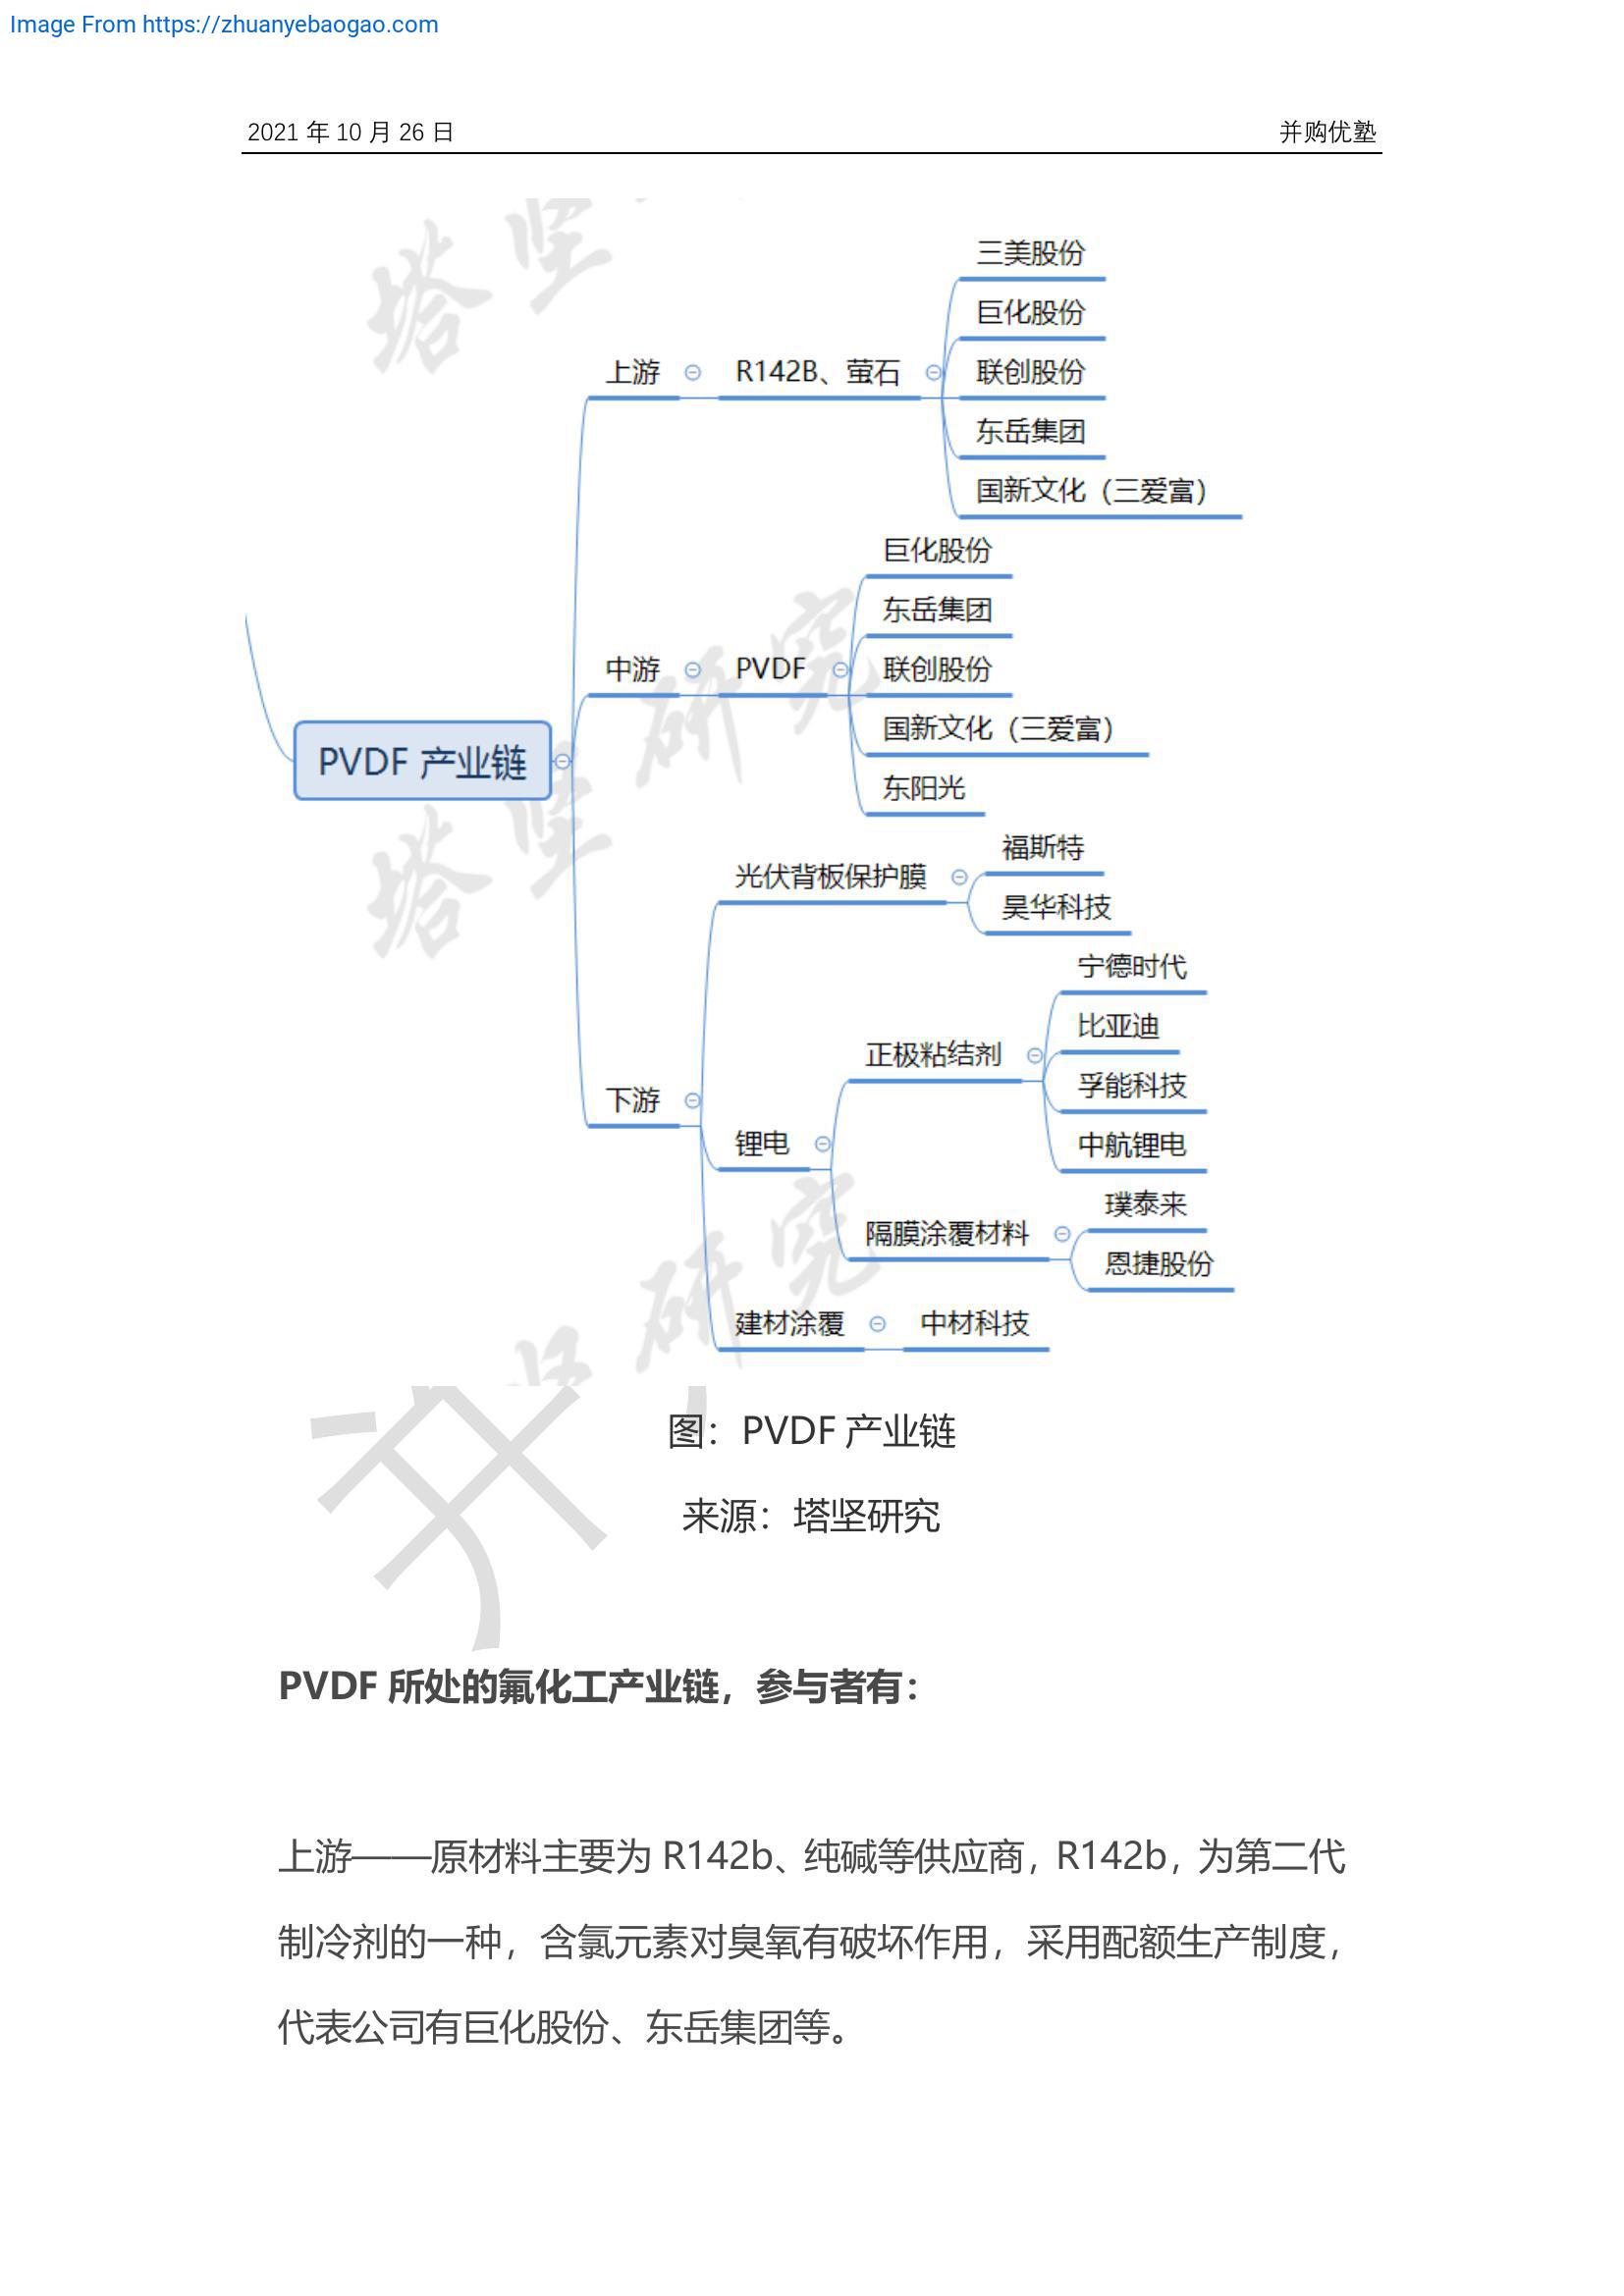 Image From https://zhuanyebaogao.com
2021 年 10 月 26 日
并购优塾
三美股份
巨化股份
上游
R142B、萤石
联创股份
东岳集团
国新文化（三爱富）
巨化股份
东岳集团
中游
PVDF
联创股份
国新文化（三爱富）
PVDF 产业链
东阳光
福斯特
光伏背板保护膜
昊华科技
宁德时代
比亚迪
正极粘结剂
孚能科技
下游
锂电
中航锂电
璞泰来
隔膜涂覆材料
恩捷股份
建材涂覆
中材科技
塔坚研究
塔坚研究
图：PVDF 产业链
来源：塔坚研究
PVDF 所处的氟化工产业链，参与者有：
上游——原材料主要为 R142b、纯碱等供应商，R142b，为第二代
制冷剂的一种，含氯元素对臭氧有破坏作用，采用配额生产制度，
代表公司有巨化股份、东岳集团等。